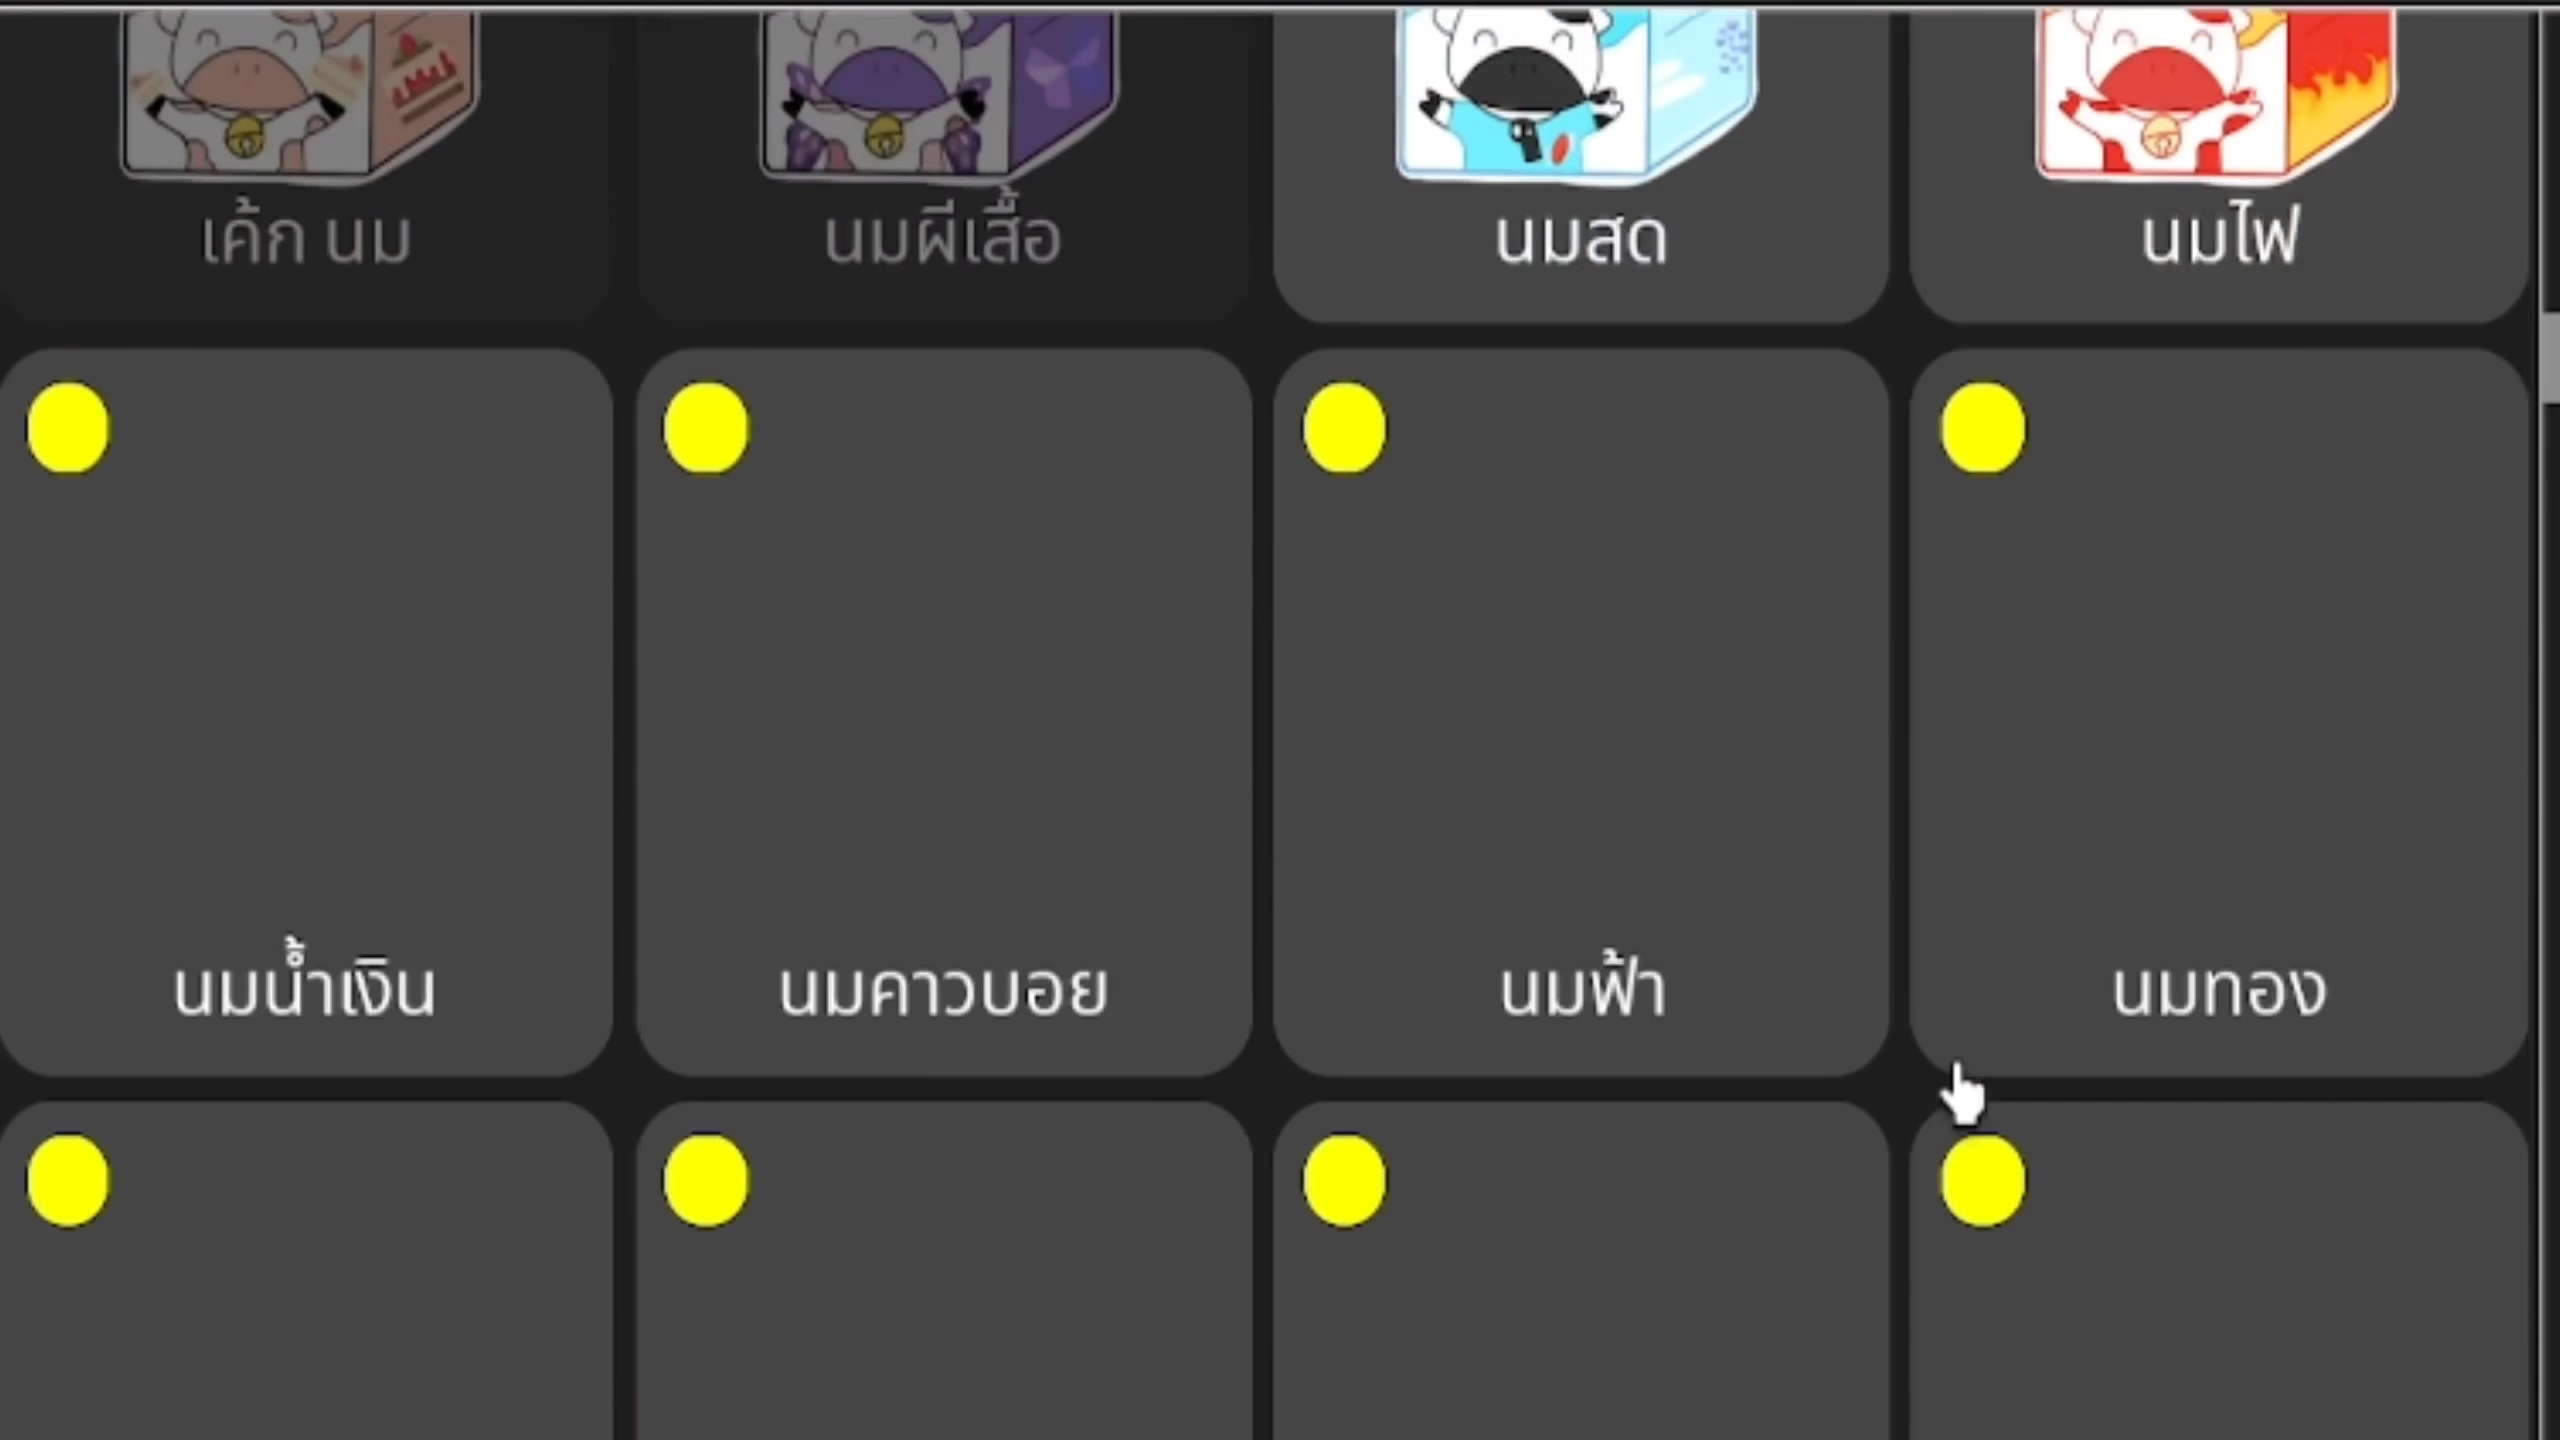 เค้ก นม
นมผีเสื้อ
นมสด
นมไฟ
นมน้ำเงิน
นมคาวบอย
นมฟ้า
นมทอง